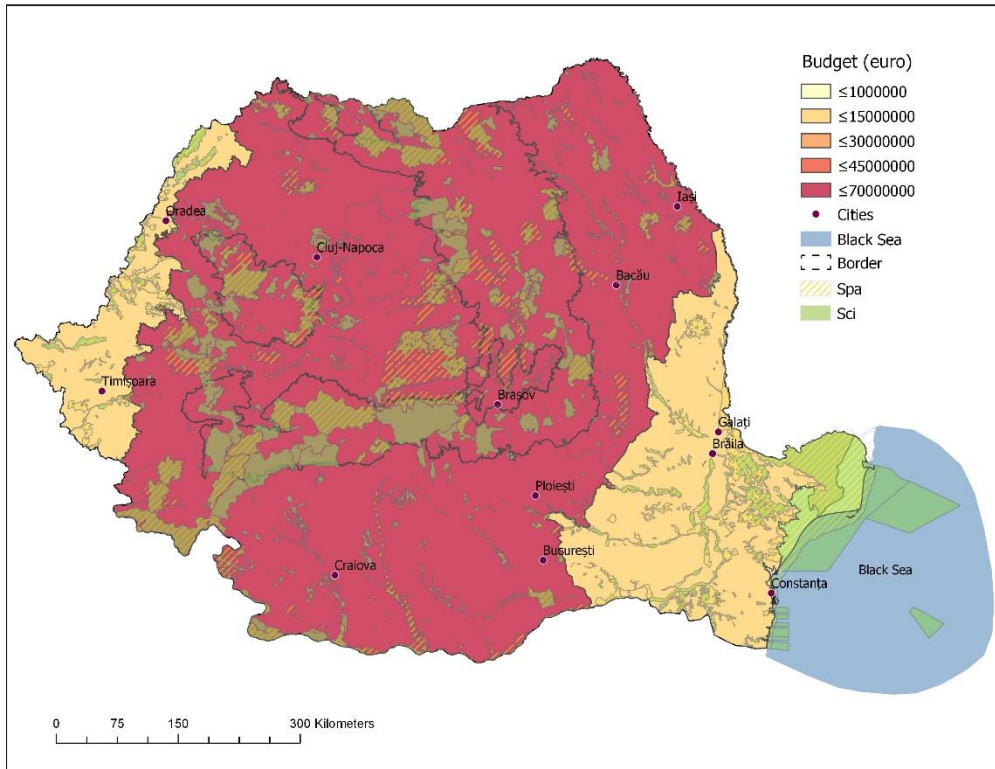 Budget (euro)
≤1000000
≤15000000
≤30000000
≤45000000
≤70000000
Cities
Black Sea
Border
Spa
Sci
Iași
Oradea
Cluj-Napoca
Bacău
Timișoara
Brașov
Galați
Brăila
Ploiești
București
Craiova
Black Sea
Constanța
0 75 150 300 Kilometers